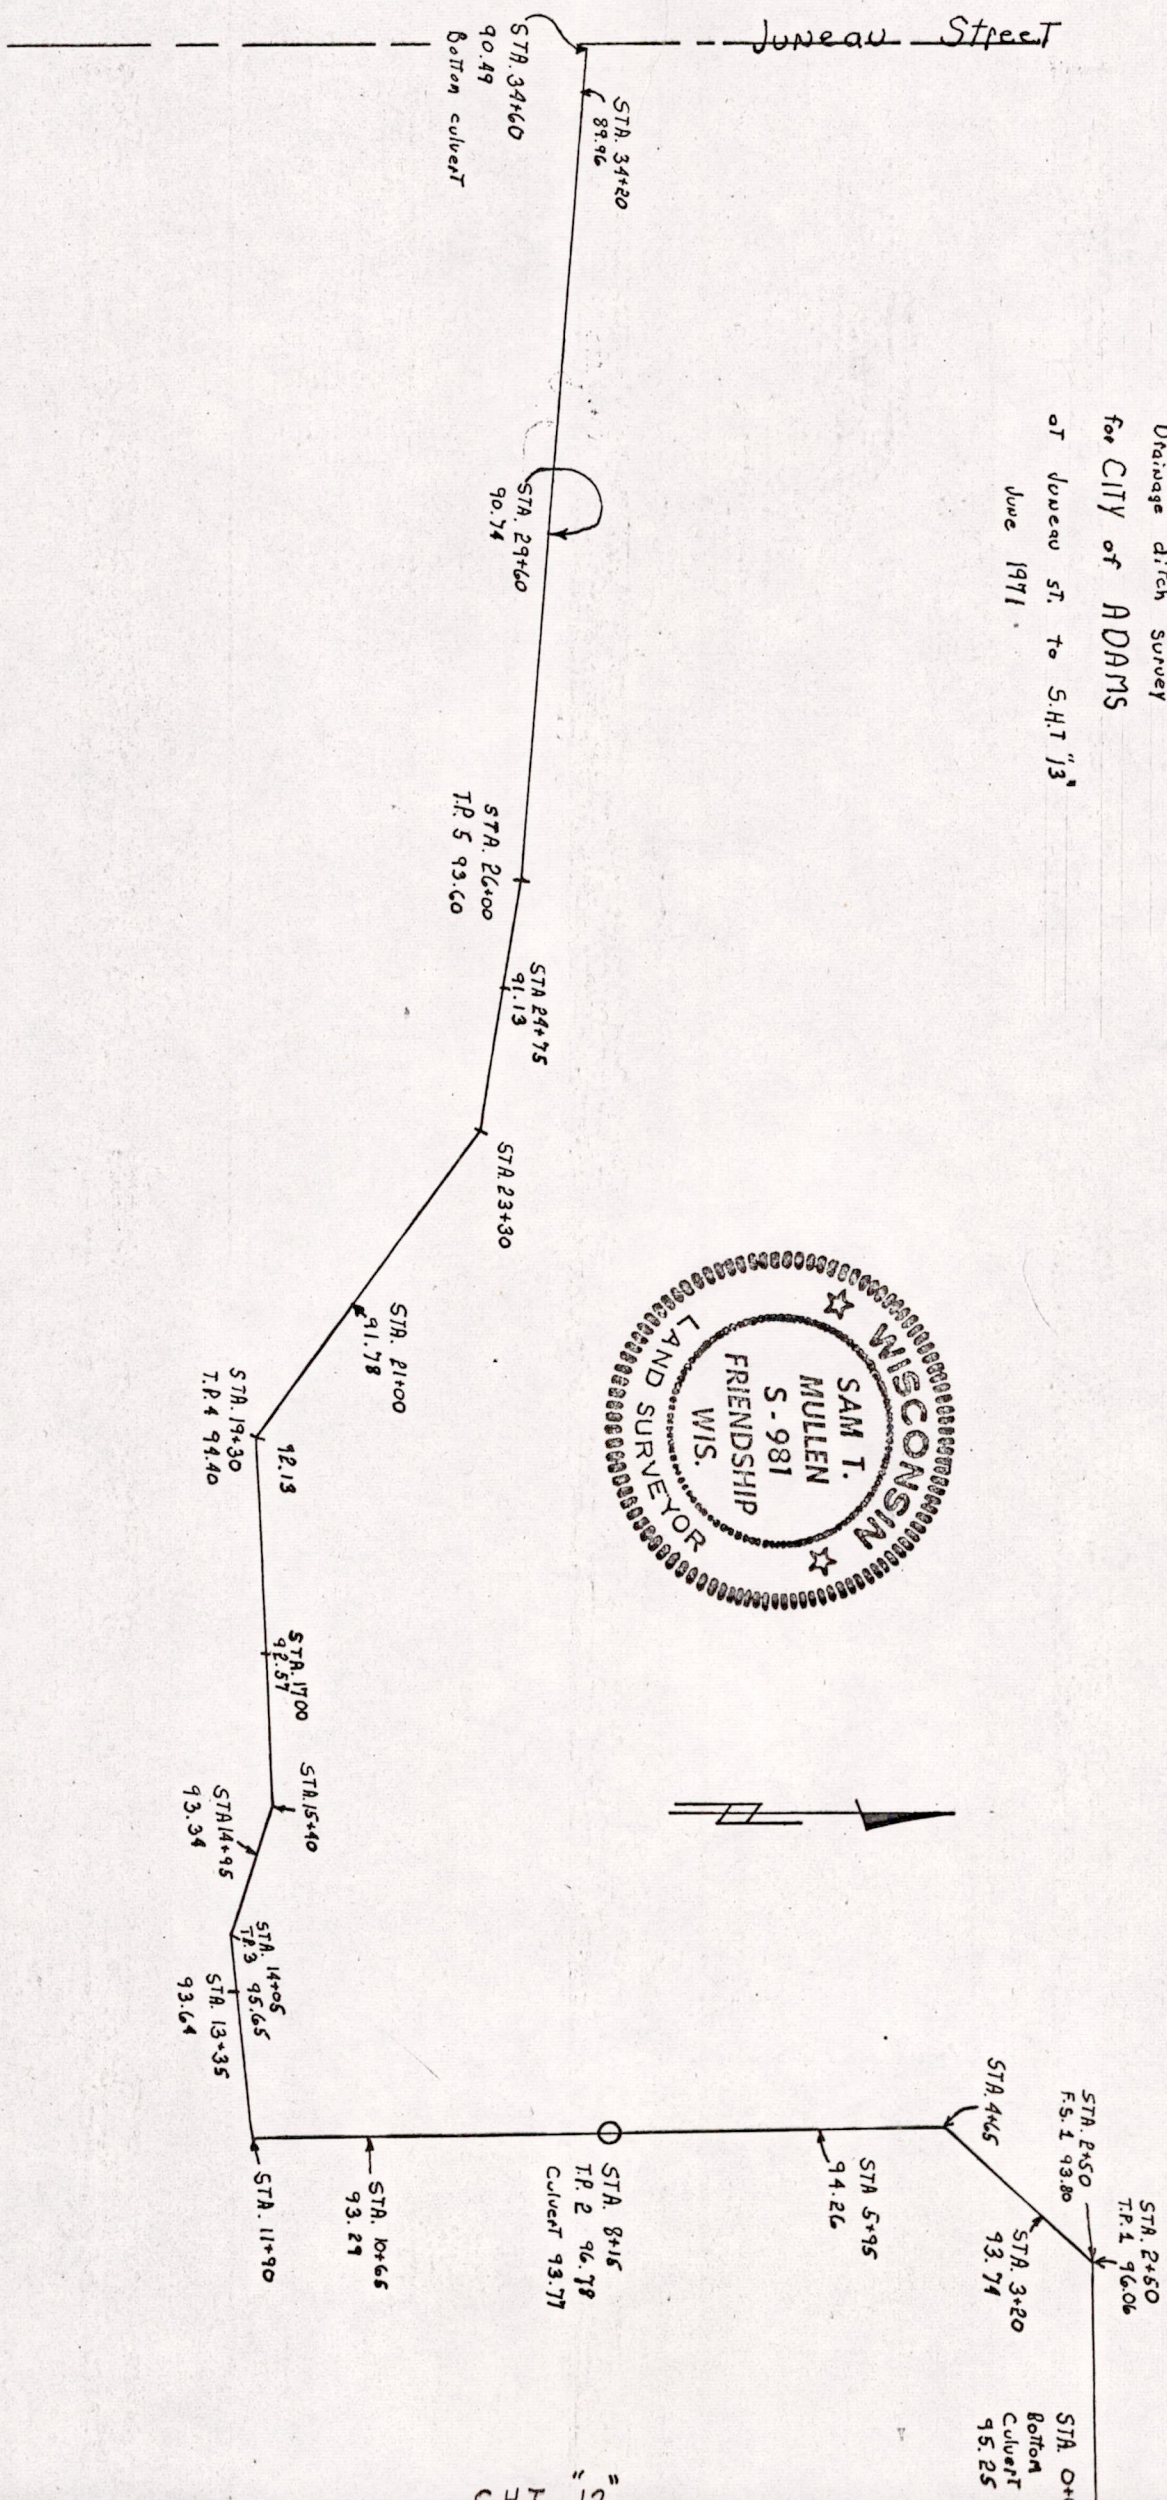 Drainage ditch survey
for CITY of ADAMS
at Juneau st. to S.H.T "13"
June 1971.
Juneau Street
STA. 34+60
90.49
Bottom culvert
STA. 34+20
89.96
STA. 29+60
90.74
STA. 26+00
T.P. 5 93.60
STA 24+75
91.13
STA. 23+30
STA. 21+00
91.78
92.13
STA. 19+30
T.P. 4 94.40
STA. 1700
92.57
STA. 15+40
STA 14+95
93.34
STA. 14+05
T.P. 3 95.65
STA. 13+35
93.64
STA. 11+90
STA. 10+65
93.29
STA 8+15
T.P. 2 96.78
Culvert 93.77
STA 5+95
94.26
STA. 4+65
STA. 3+20
93.74
STA. 2+50
F.S. 1 93.80
STA. 2+50
T.P. 1 96.06
STA. 0+
Bottom
Culvert
95.25
WISCONSIN
SAM T.
MULLEN
S-981
FRIENDSHIP
WIS.
LAND SURVEYOR